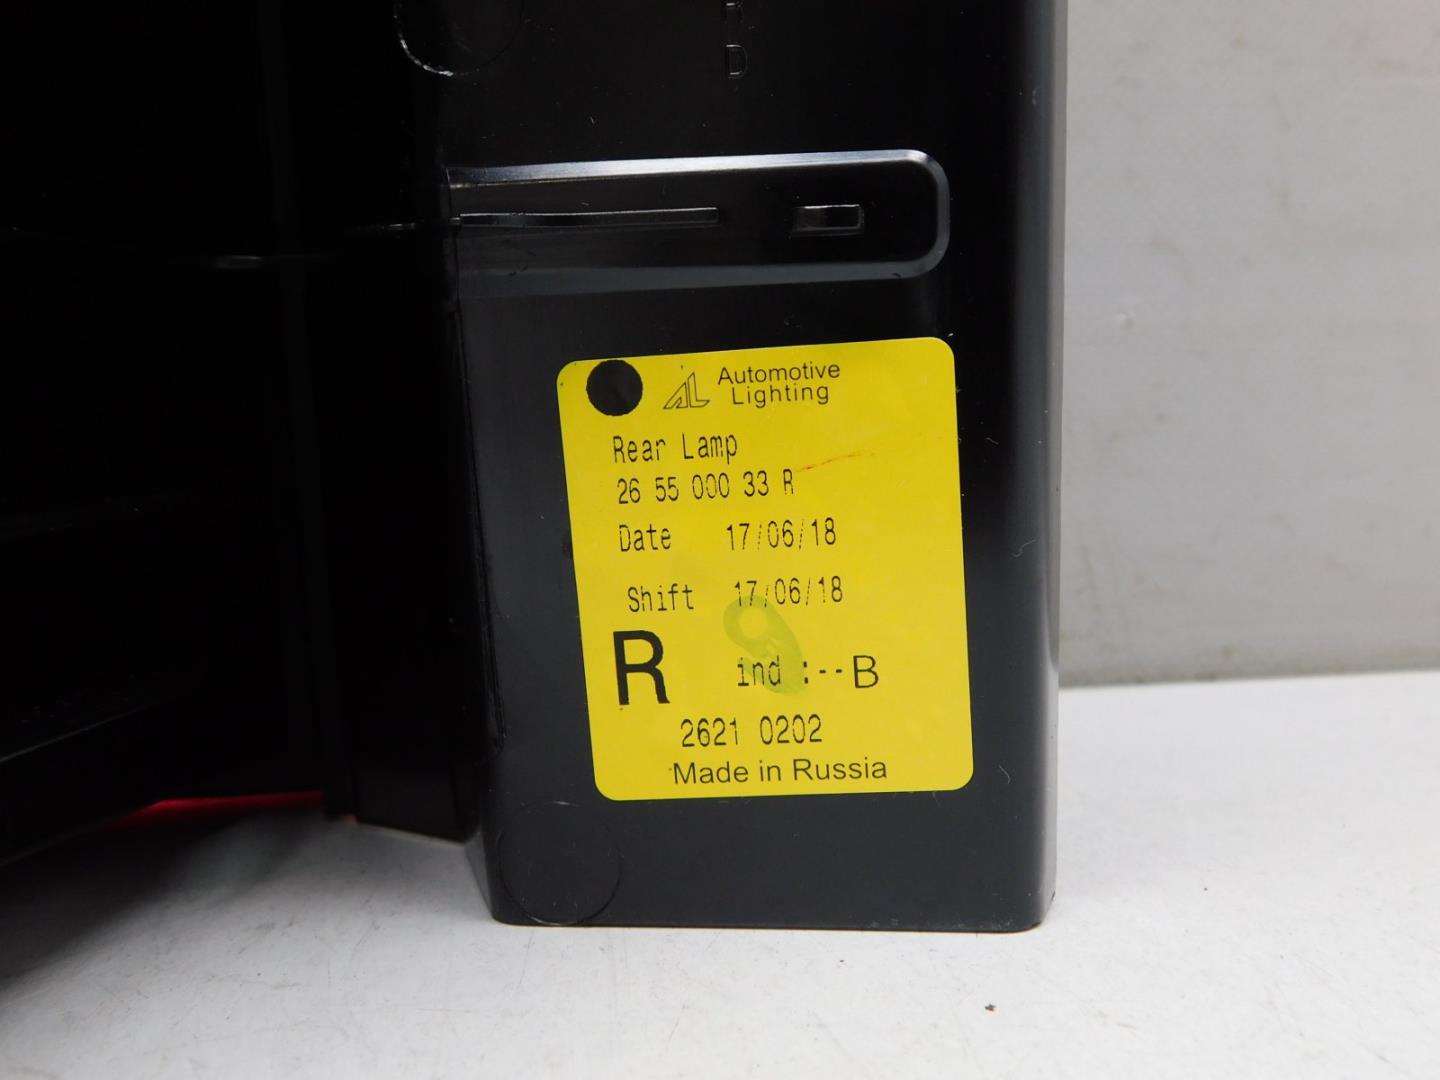 D
AL Automotive
Lighting
Rear Lamp
26 55 000 33 R
Date 17/06/18
Shift 17/06/18
R ind :--B
2621 0202
Made in Russia